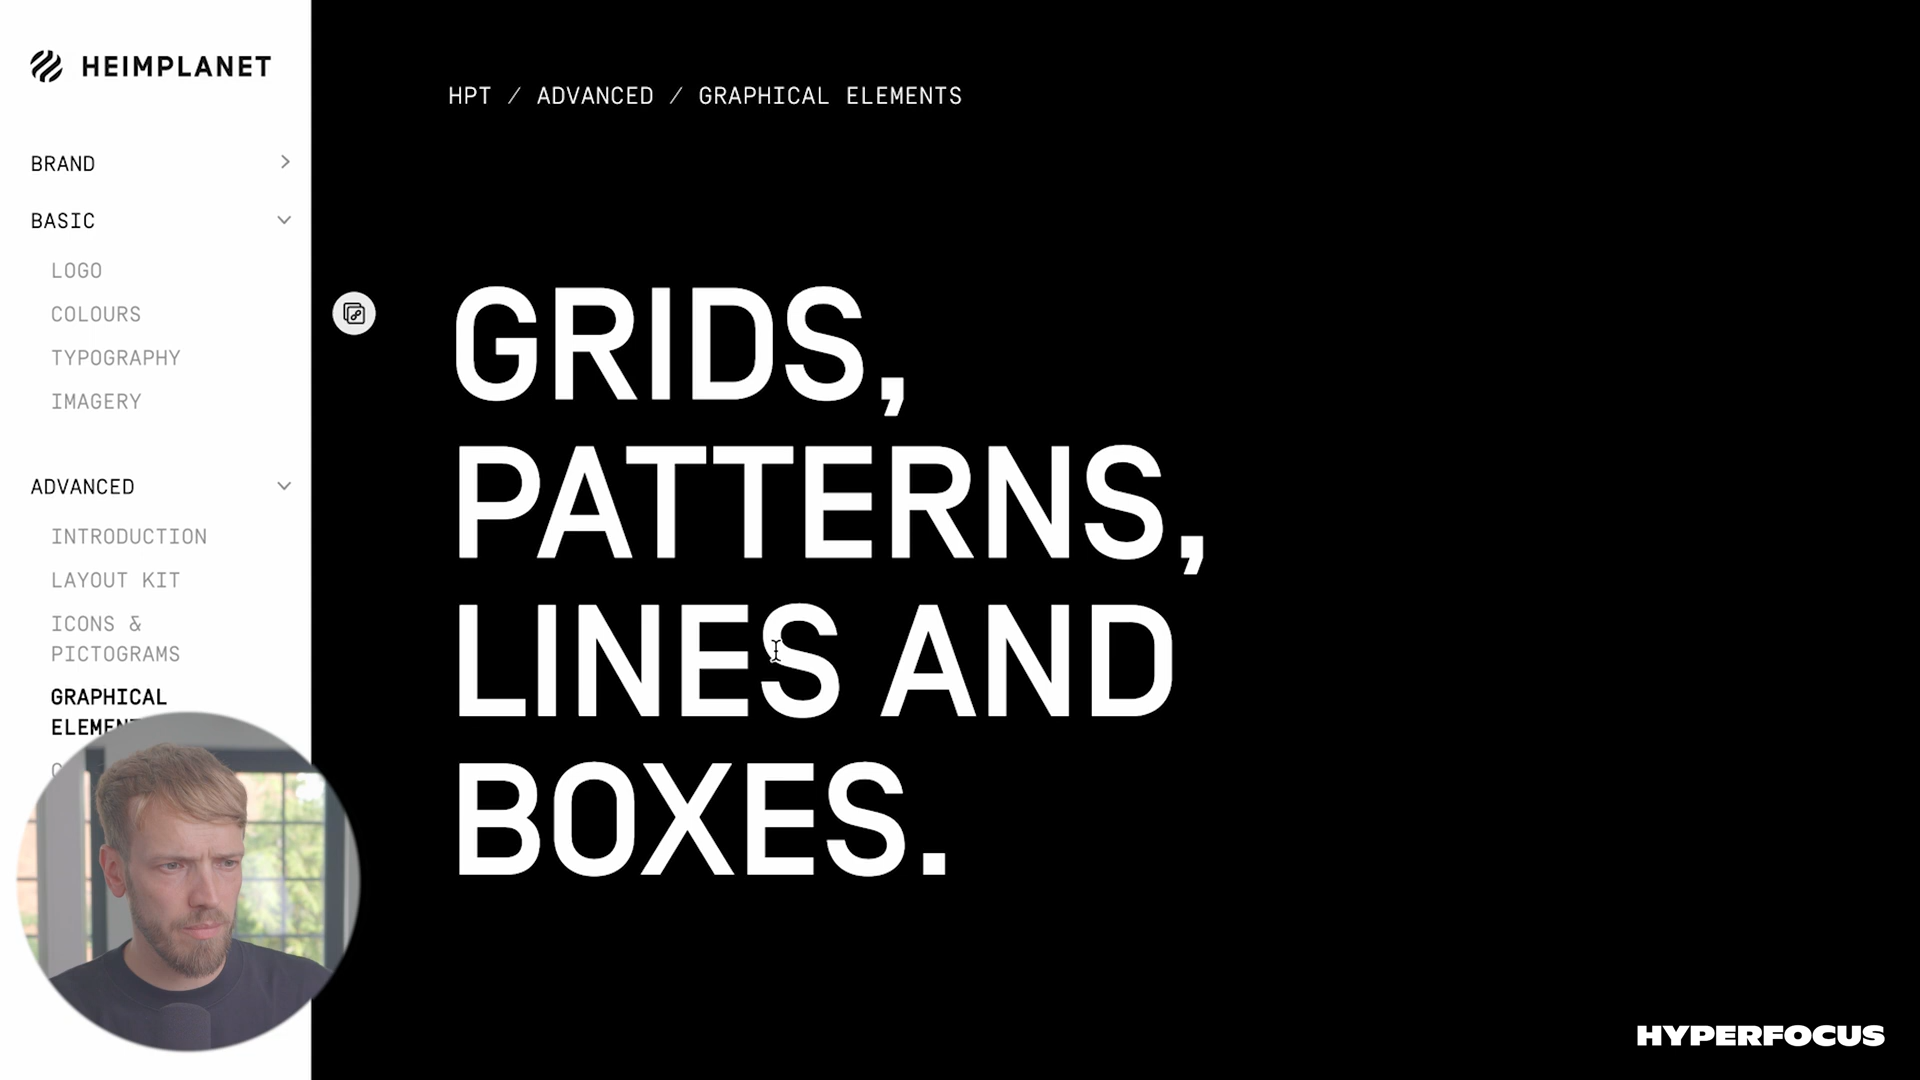 HEIMPLANET
BRAND
BASIC
LOGO
COLOURS
TYPOGRAPHY
IMAGERY
ADVANCED
INTRODUCTION
LAYOUT KIT
ICONS &
PICTOGRAMS
GRAPHICAL
HPT / ADVANCED / GRAPHICAL ELEMENTS
GRIDS,
PATTERNS,
LINES AND
BOXES.
HYPERFOCUS